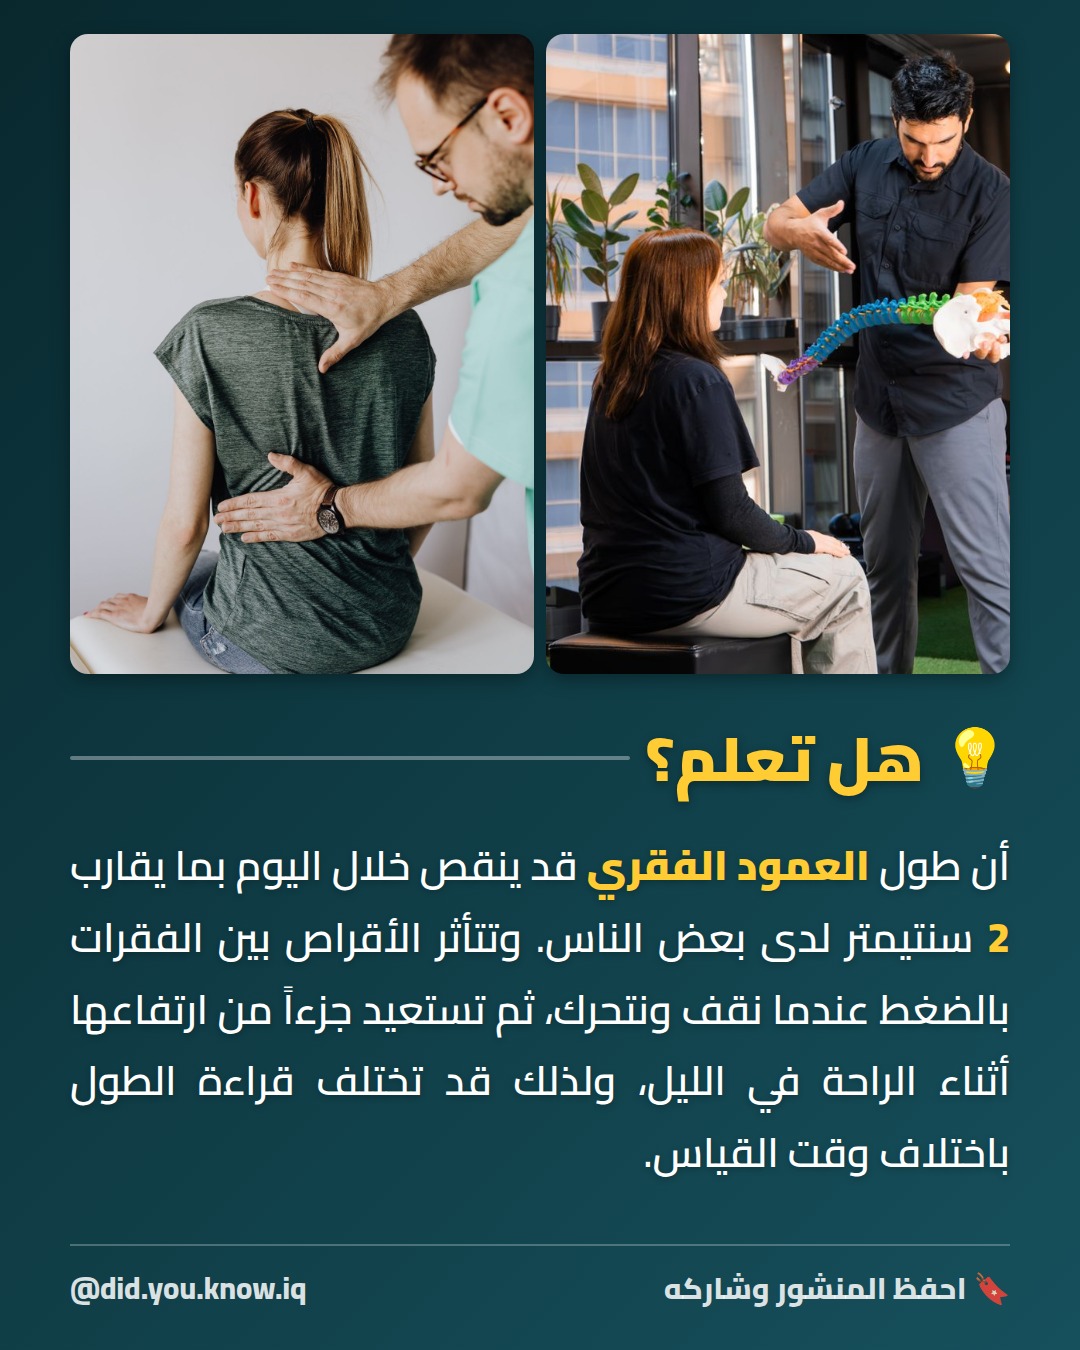 هل تعلم؟
أن طول العمود الفقري قد ينقص خلال اليوم بما يقارب
2 سنتيمتر لدى بعض الناس. وتتأثر الأقراص بين الفقرات
بالضغط عندما نقف ونتحرك، ثم تستعيد جزءاً من ارتفاعها
أثناء الراحة في الليل، ولذلك قد تختلف قراءة الطول
باختلاف وقت القياس.
احفظ المنشور وشاركه
@did.you.know.iq